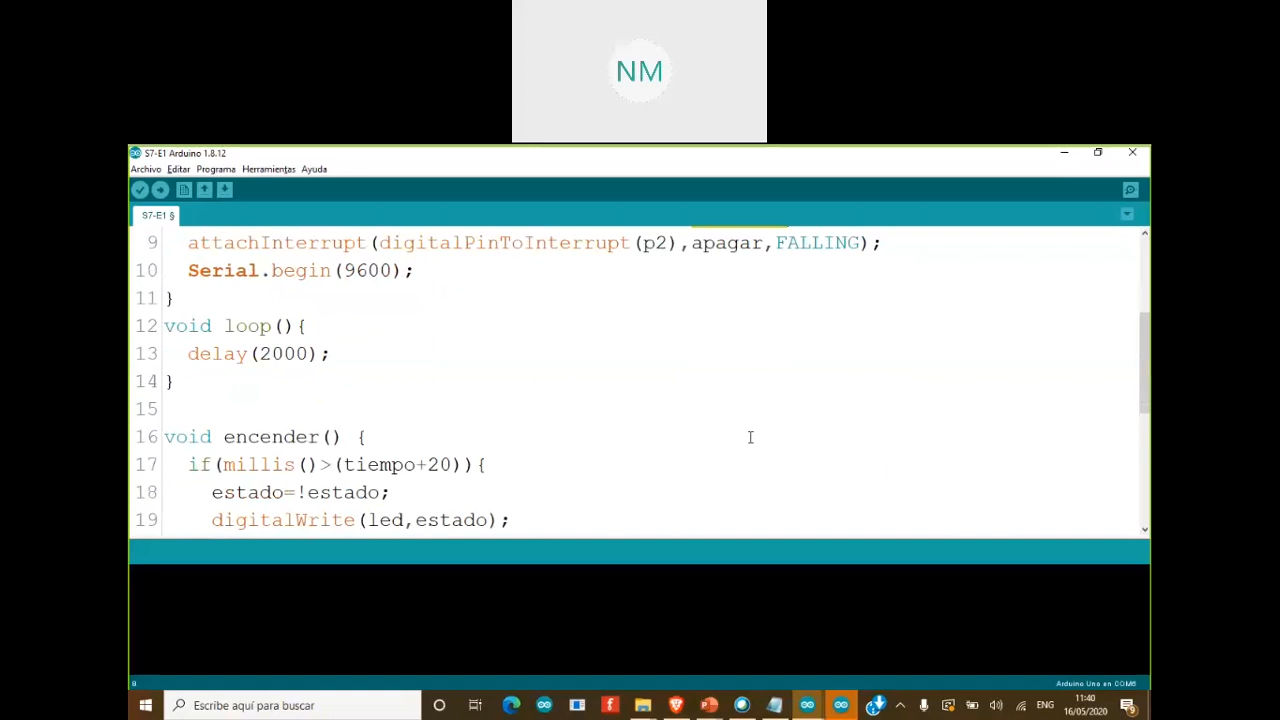 NM
S7-E1 Arduino 1.8.12
Archivo Editar Programa Herramientas Ayuda
S7-E1 §
9 attachInterrupt(digitalPinToInterrupt(p2),apagar,FALLING);
10 Serial.begin(9600);
11 }
12 void loop(){
13 delay(2000);
14 }
15
16 void encender() {
17 if(millis()>(tiempo+20)){
18 estado=!estado;
19 digitalWrite(led,estado);
8 Arduino Uno en COM6
Escribe aquí para buscar
ENG
11:40
16/05/2020
9